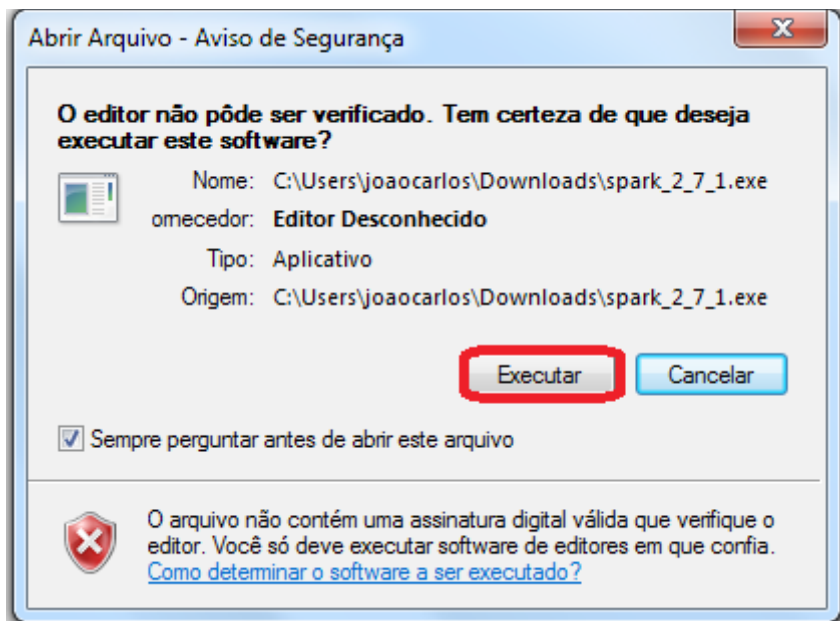 Abrir Arquivo - Aviso de Segurança
O editor não pôde ser verificado. Tem certeza de que deseja
executar este software?
Nome: C:\Users\joaocarlos\Downloads\spark_2_7_1.exe
ornecedor: Editor Desconhecido
Tipo: Aplicativo
Origem: C:\Users\joaocarlos\Downloads\spark_2_7_1.exe
Executar Cancelar
Sempre perguntar antes de abrir este arquivo
O arquivo não contém uma assinatura digital válida que verifique o
editor. Você só deve executar software de editores em que confia.
Como determinar o software a ser executado?